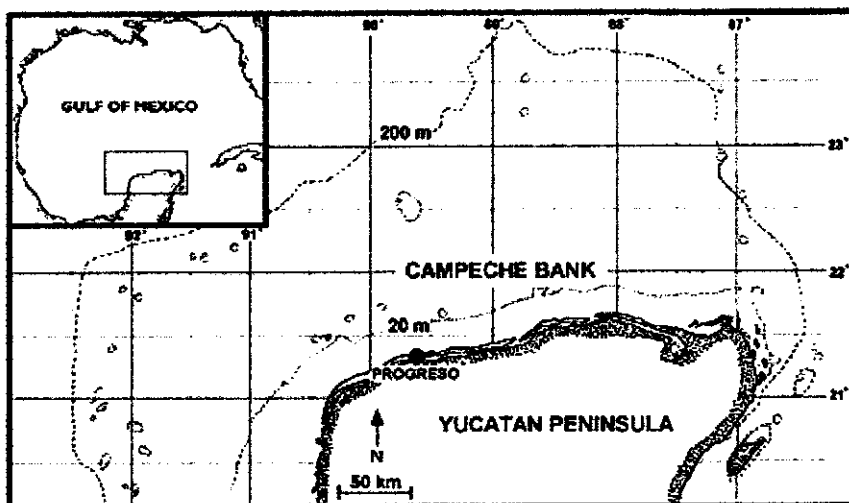 GULF OF MEXICO
90°
89°
88°
87°
200 m
23°
92°
91°
CAMPECHE BANK
22°
20 m
PROGRESO
21°
YUCATAN PENINSULA
N
50 km